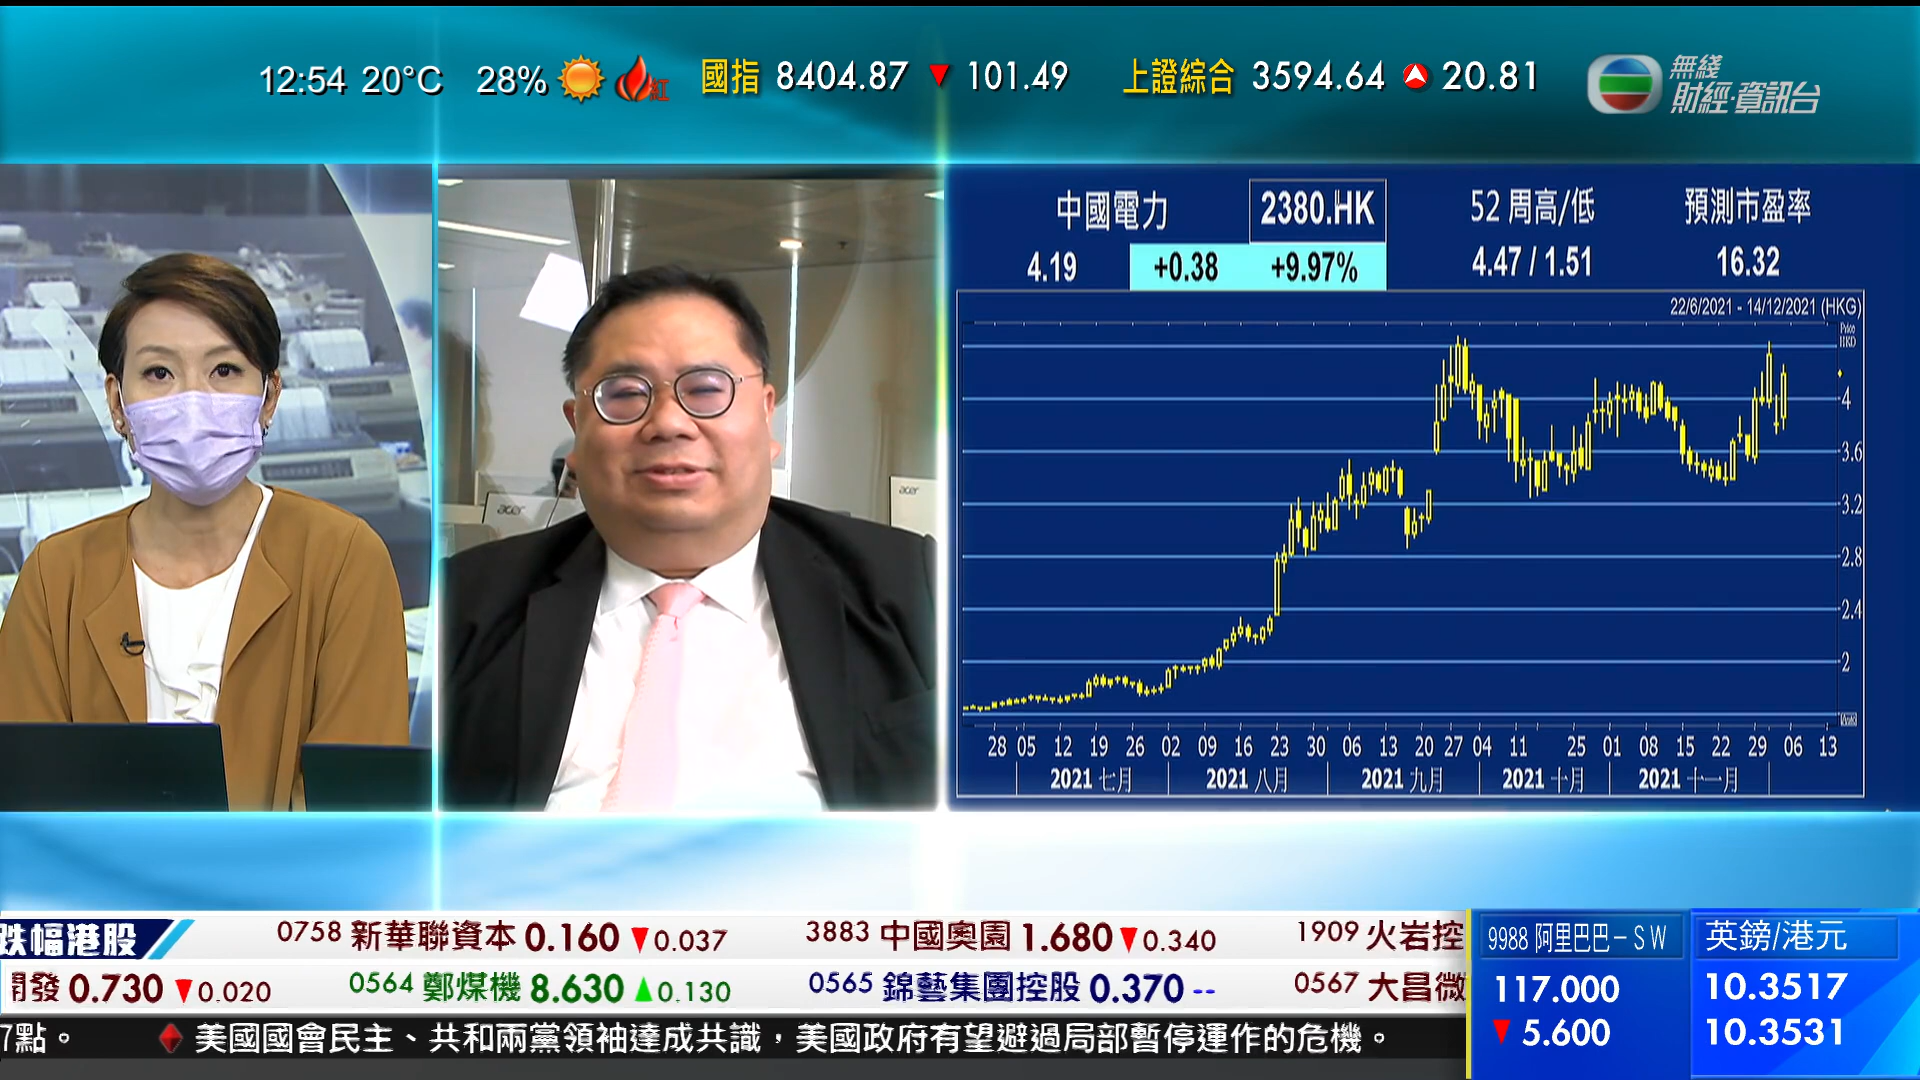 12:54 20°C 28% 紅 國指 8404.87 ▼ 101.49 上證綜合 3594.64 20.81
無綫
財經·資訊台
中國電力 2380.HK 52 周高/低 預測市盈率
4.19 +0.38 +9.97% 4.47 / 1.51 16.32
22/6/2021 - 14/12/2021 (HKG)
Price
HKD
4
3.6
3.2
2.8
2.4
2
28 05 12 19 26 02 09 16 23 30 06 13 20 27 04 11 25 01 08 15 22 29 06 13
2021 七月 2021 八月 2021 九月 2021 十月 2021 十一月
acer
acer
跌幅港股 0758 新華聯資本 0.160 ▼0.037 3883 中國奧園 1.680 ▼0.340 1909 火岩控
發 0.730 ▼0.020 0564 鄭煤機 8.630 ▲0.130 0565 錦藝集團控股 0.370 -- 0567 大昌微
7點。 美國國會民主、共和兩黨領袖達成共識，美國政府有望避過局部暫停運作的危機。
9988 阿里巴巴－ＳＷ
117.000
▼ 5.600
英鎊/港元
10.3517
10.3531